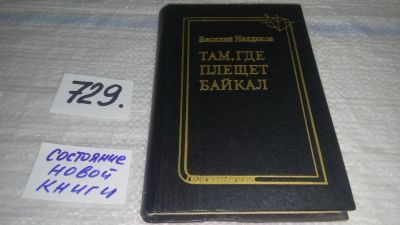 729.
состояние
новой
книги
Василий Найдаков
ТАМ, ГДЕ
ПЛЕЩЕТ
БАЙКАЛ